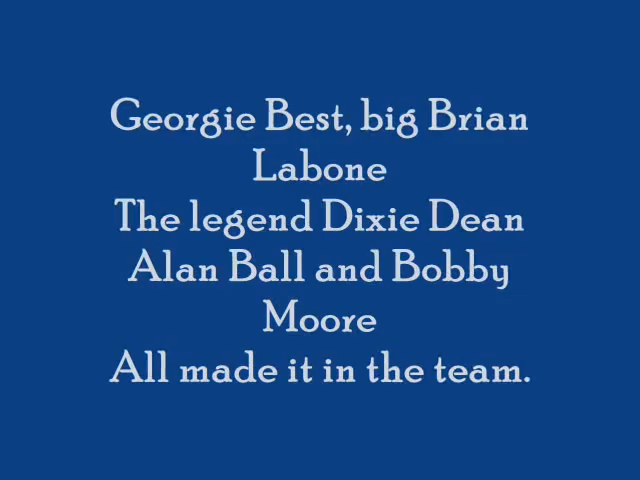 Georgie Best, big Brian
Labone
The legend Dixie Dean
Alan Ball and Bobby
Moore
All made it in the team.